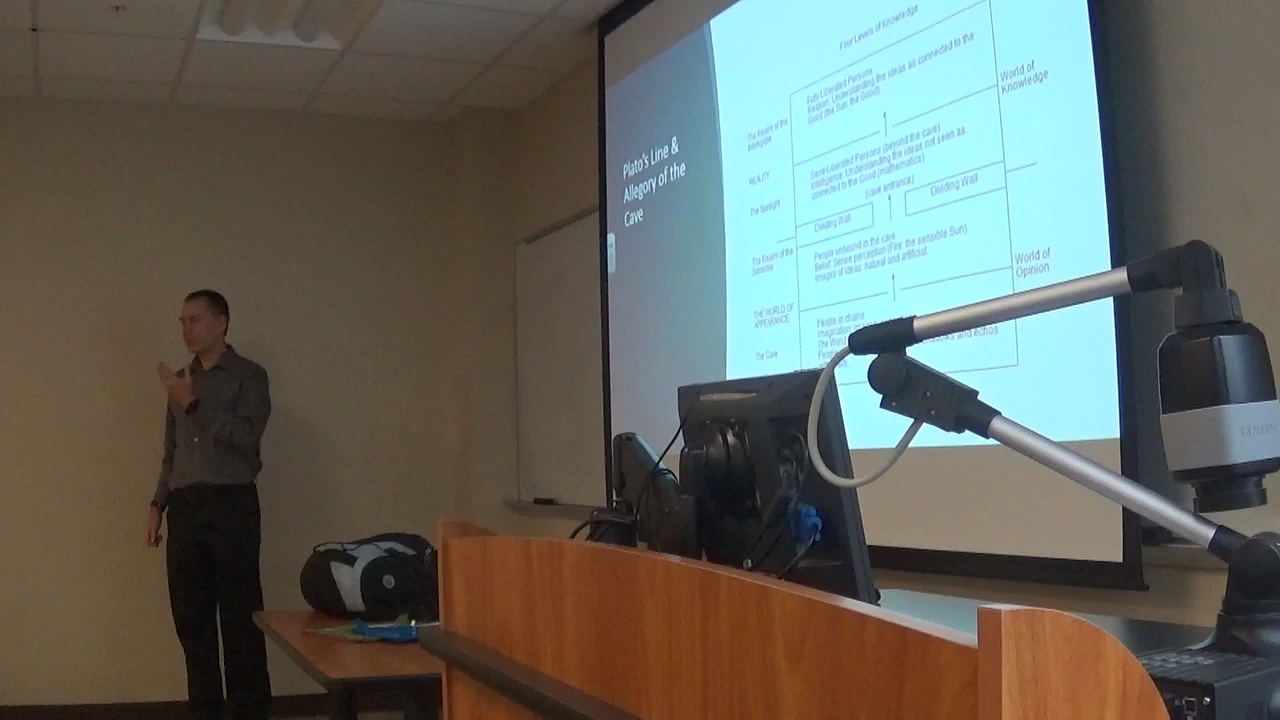 Plato's Line &
Allegory of the
Cave
Four Levels of Knowledge
The Realm of the
Intelligible
REALITY
The Sunlight
The Realm of the
Sensible
THE WORLD OF
APPEARANCE
The Cave
Fully Liberated Persons
Reason: Understanding the ideas as connected to the
Good (the Sun: the Good).
Semi-Liberated Persons (beyond the cave)
Intelligence: Understanding the ideas not seen as
connected to the Good (mathematics)
(cave entrance)
Dividing Wall
Dividing Wall
People unbound in the cave
Belief: Sense perception (Fire: the sensible Sun)
Images of Ideas: natural and artificial.
People in chains
Imagination:
The World
and echos
World of
Knowledge
World of
Opinion